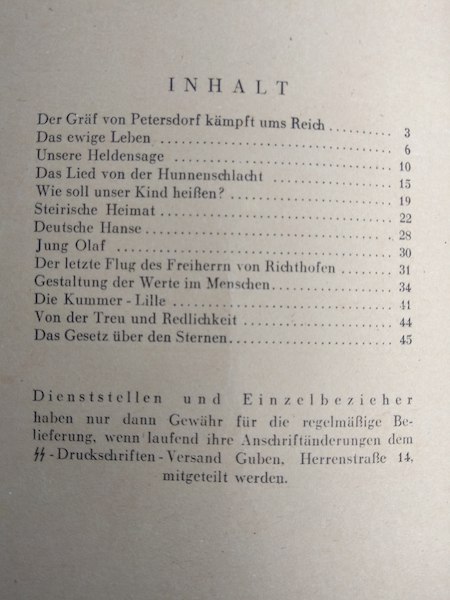 INHALT
Der Gräf von Petersdorf kämpft ums Reich .......... 3
Das ewige Leben .......... 6
Unsere Heldensage .......... 10
Das Lied von der Hunnenschlacht .......... 15
Wie soll unser Kind heißen? .......... 19
Steirische Heimat .......... 22
Deutsche Hanse .......... 28
Jung Olaf .......... 30
Der letzte Flug des Freiherrn von Richthofen .......... 31
Gestaltung der Werte im Menschen .......... 34
Die Kummer-Lille .......... 41
Von der Treu und Redlichkeit .......... 44
Das Gesetz über den Sternen .......... 45
Dienststellen und Einzelbezieher
haben nur dann Gewähr für die regelmäßige Be-
lieferung, wenn laufend ihre Anschriftänderungen dem
ᛋᛋ-Druckschriften-Versand Guben, Herrenstraße 14,
mitgeteilt werden.